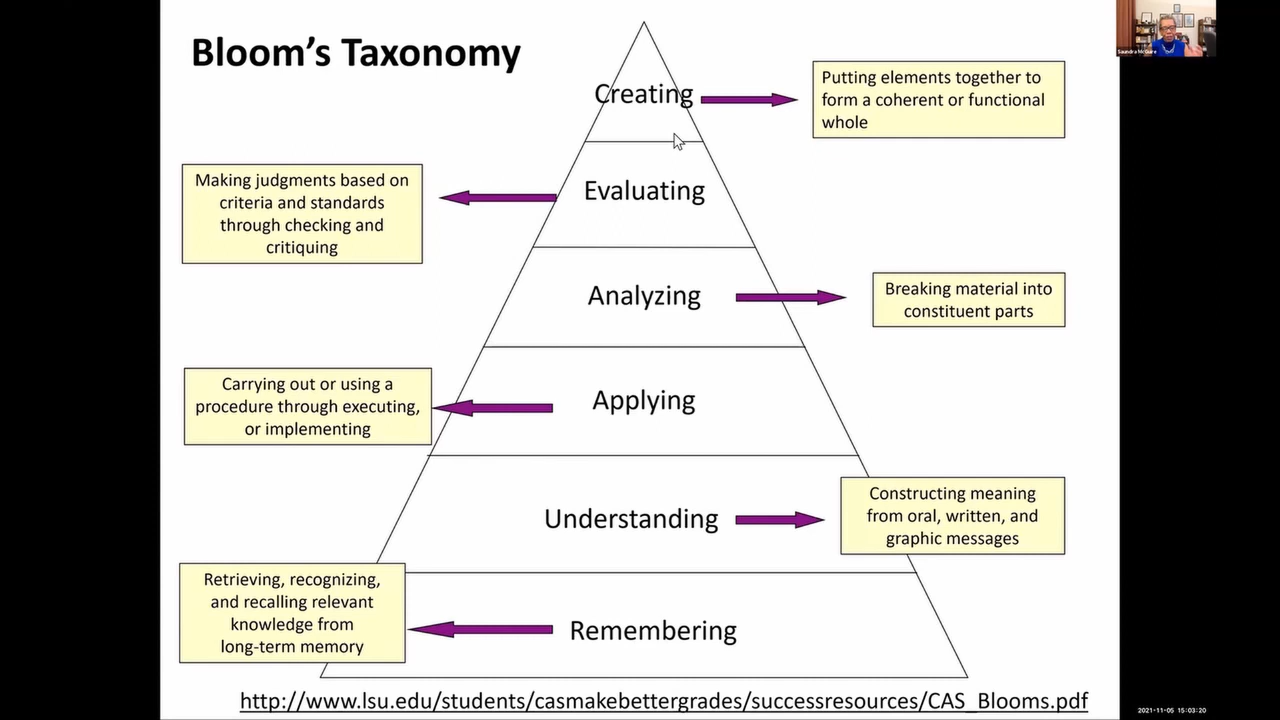 Bloom's Taxonomy
Saundra McGuire
Creating
Putting elements together to
form a coherent or functional
whole
Evaluating
Making judgments based on
criteria and standards
through checking and
critiquing
Analyzing
Breaking material into
constituent parts
Applying
Carrying out or using a
procedure through executing,
or implementing
Understanding
Constructing meaning
from oral, written, and
graphic messages
Remembering
Retrieving, recognizing,
and recalling relevant
knowledge from
long-term memory
http://www.lsu.edu/students/casmakebettergrades/successresources/CAS_Blooms.pdf
2021-11-05 15:03:20